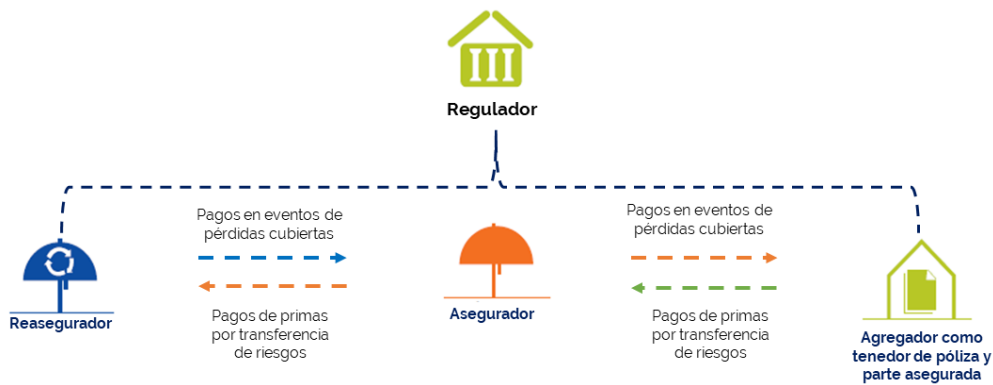 Regulador
Pagos en eventos de
pérdidas cubiertas
Pagos en eventos de
pérdidas cubiertas
Reasegurador
Pagos de primas
por transferencia
de riesgos
Asegurador
Pagos de primas
por transferencia
de riesgos
Agregador como
tenedor de póliza y
parte asegurada